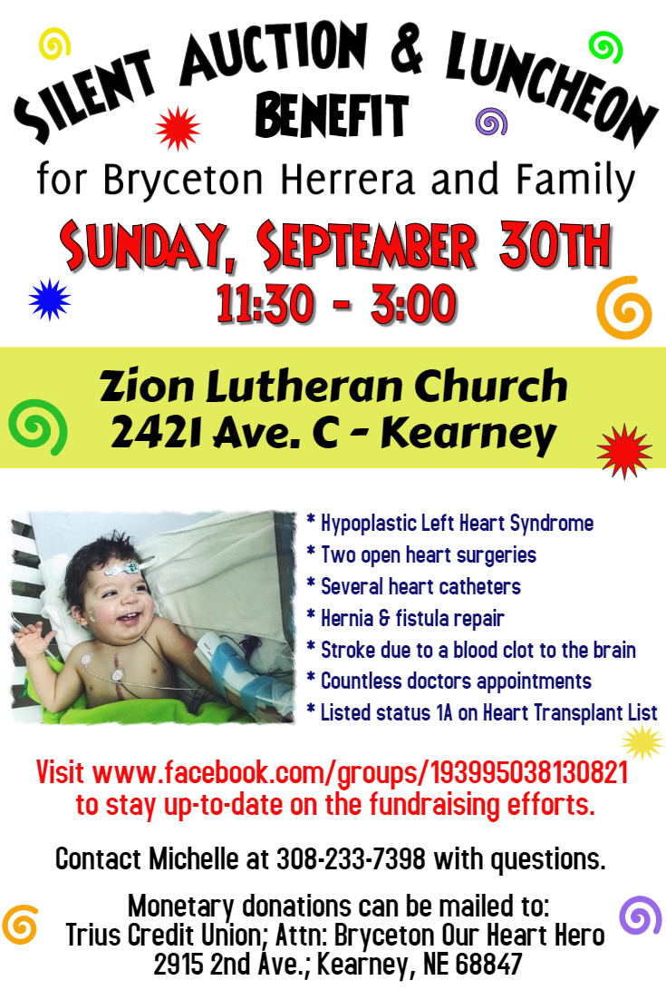 SILENT AUCTION & LUNCHEON
BENEFIT
for Bryceton Herrera and Family
SUNDAY, SEPTEMBER 30TH
11:30 - 3:00
Zion Lutheran Church
2421 Ave. C - Kearney
* Hypoplastic Left Heart Syndrome
* Two open heart surgeries
* Several heart catheters
* Hernia & fistula repair
* Stroke due to a blood clot to the brain
* Countless doctors appointments
* Listed status 1A on Heart Transplant List
Visit www.facebook.com/groups/193995038130821
to stay up-to-date on the fundraising efforts.
Contact Michelle at 308-233-7398 with questions.
Monetary donations can be mailed to:
Trius Credit Union; Attn: Bryceton Our Heart Hero
2915 2nd Ave.; Kearney, NE 68847